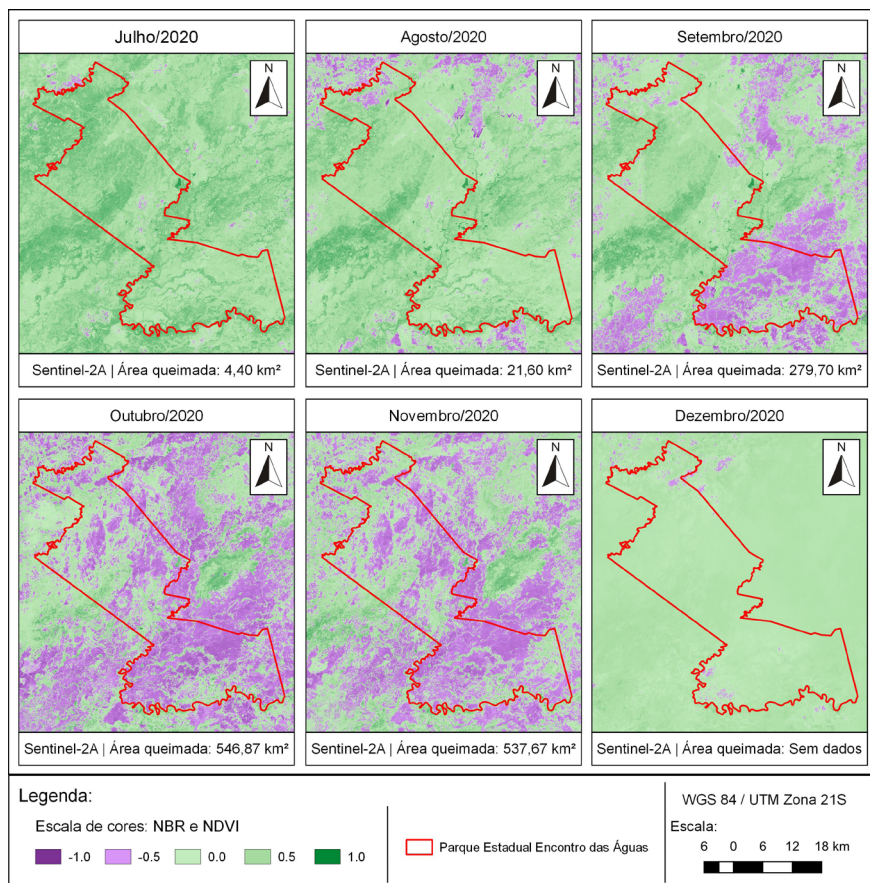 Julho/2020
Agosto/2020
Setembro/2020
N
N
N
Sentinel-2A | Área queimada: 4,40 km²
Sentinel-2A | Área queimada: 21,60 km²
Sentinel-2A | Área queimada: 279,70 km²
Outubro/2020
Novembro/2020
Dezembro/2020
N
N
N
Sentinel-2A | Área queimada: 546,87 km²
Sentinel-2A | Área queimada: 537,67 km²
Sentinel-2A | Área queimada: Sem dados
Legenda:
Escala de cores: NBR e NDVI
-1.0 -0.5 0.0 0.5 1.0
Parque Estadual Encontro das Águas
WGS 84 / UTM Zona 21S
Escala:
6 0 6 12 18 km